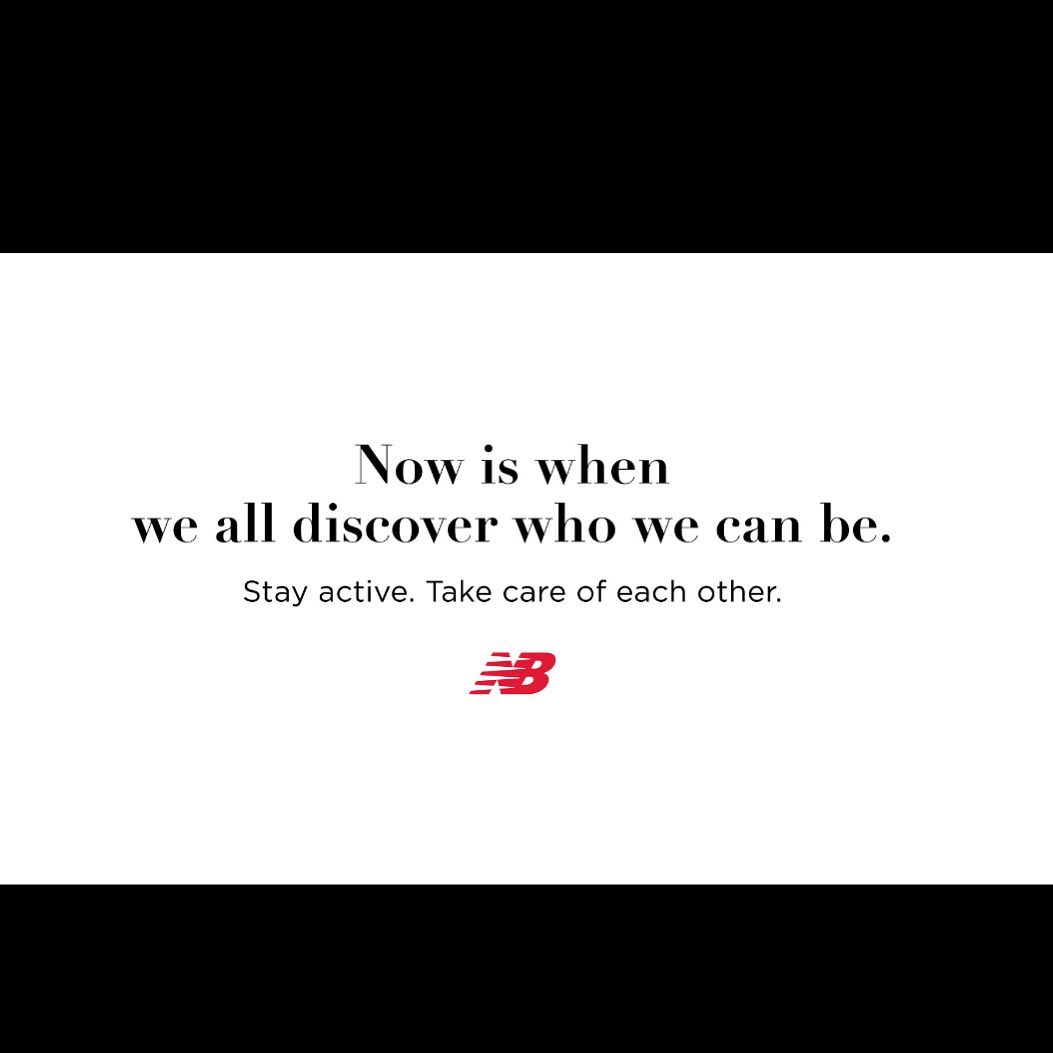 Now is when
we all discover who we can be.
Stay active. Take care of each other.
NB